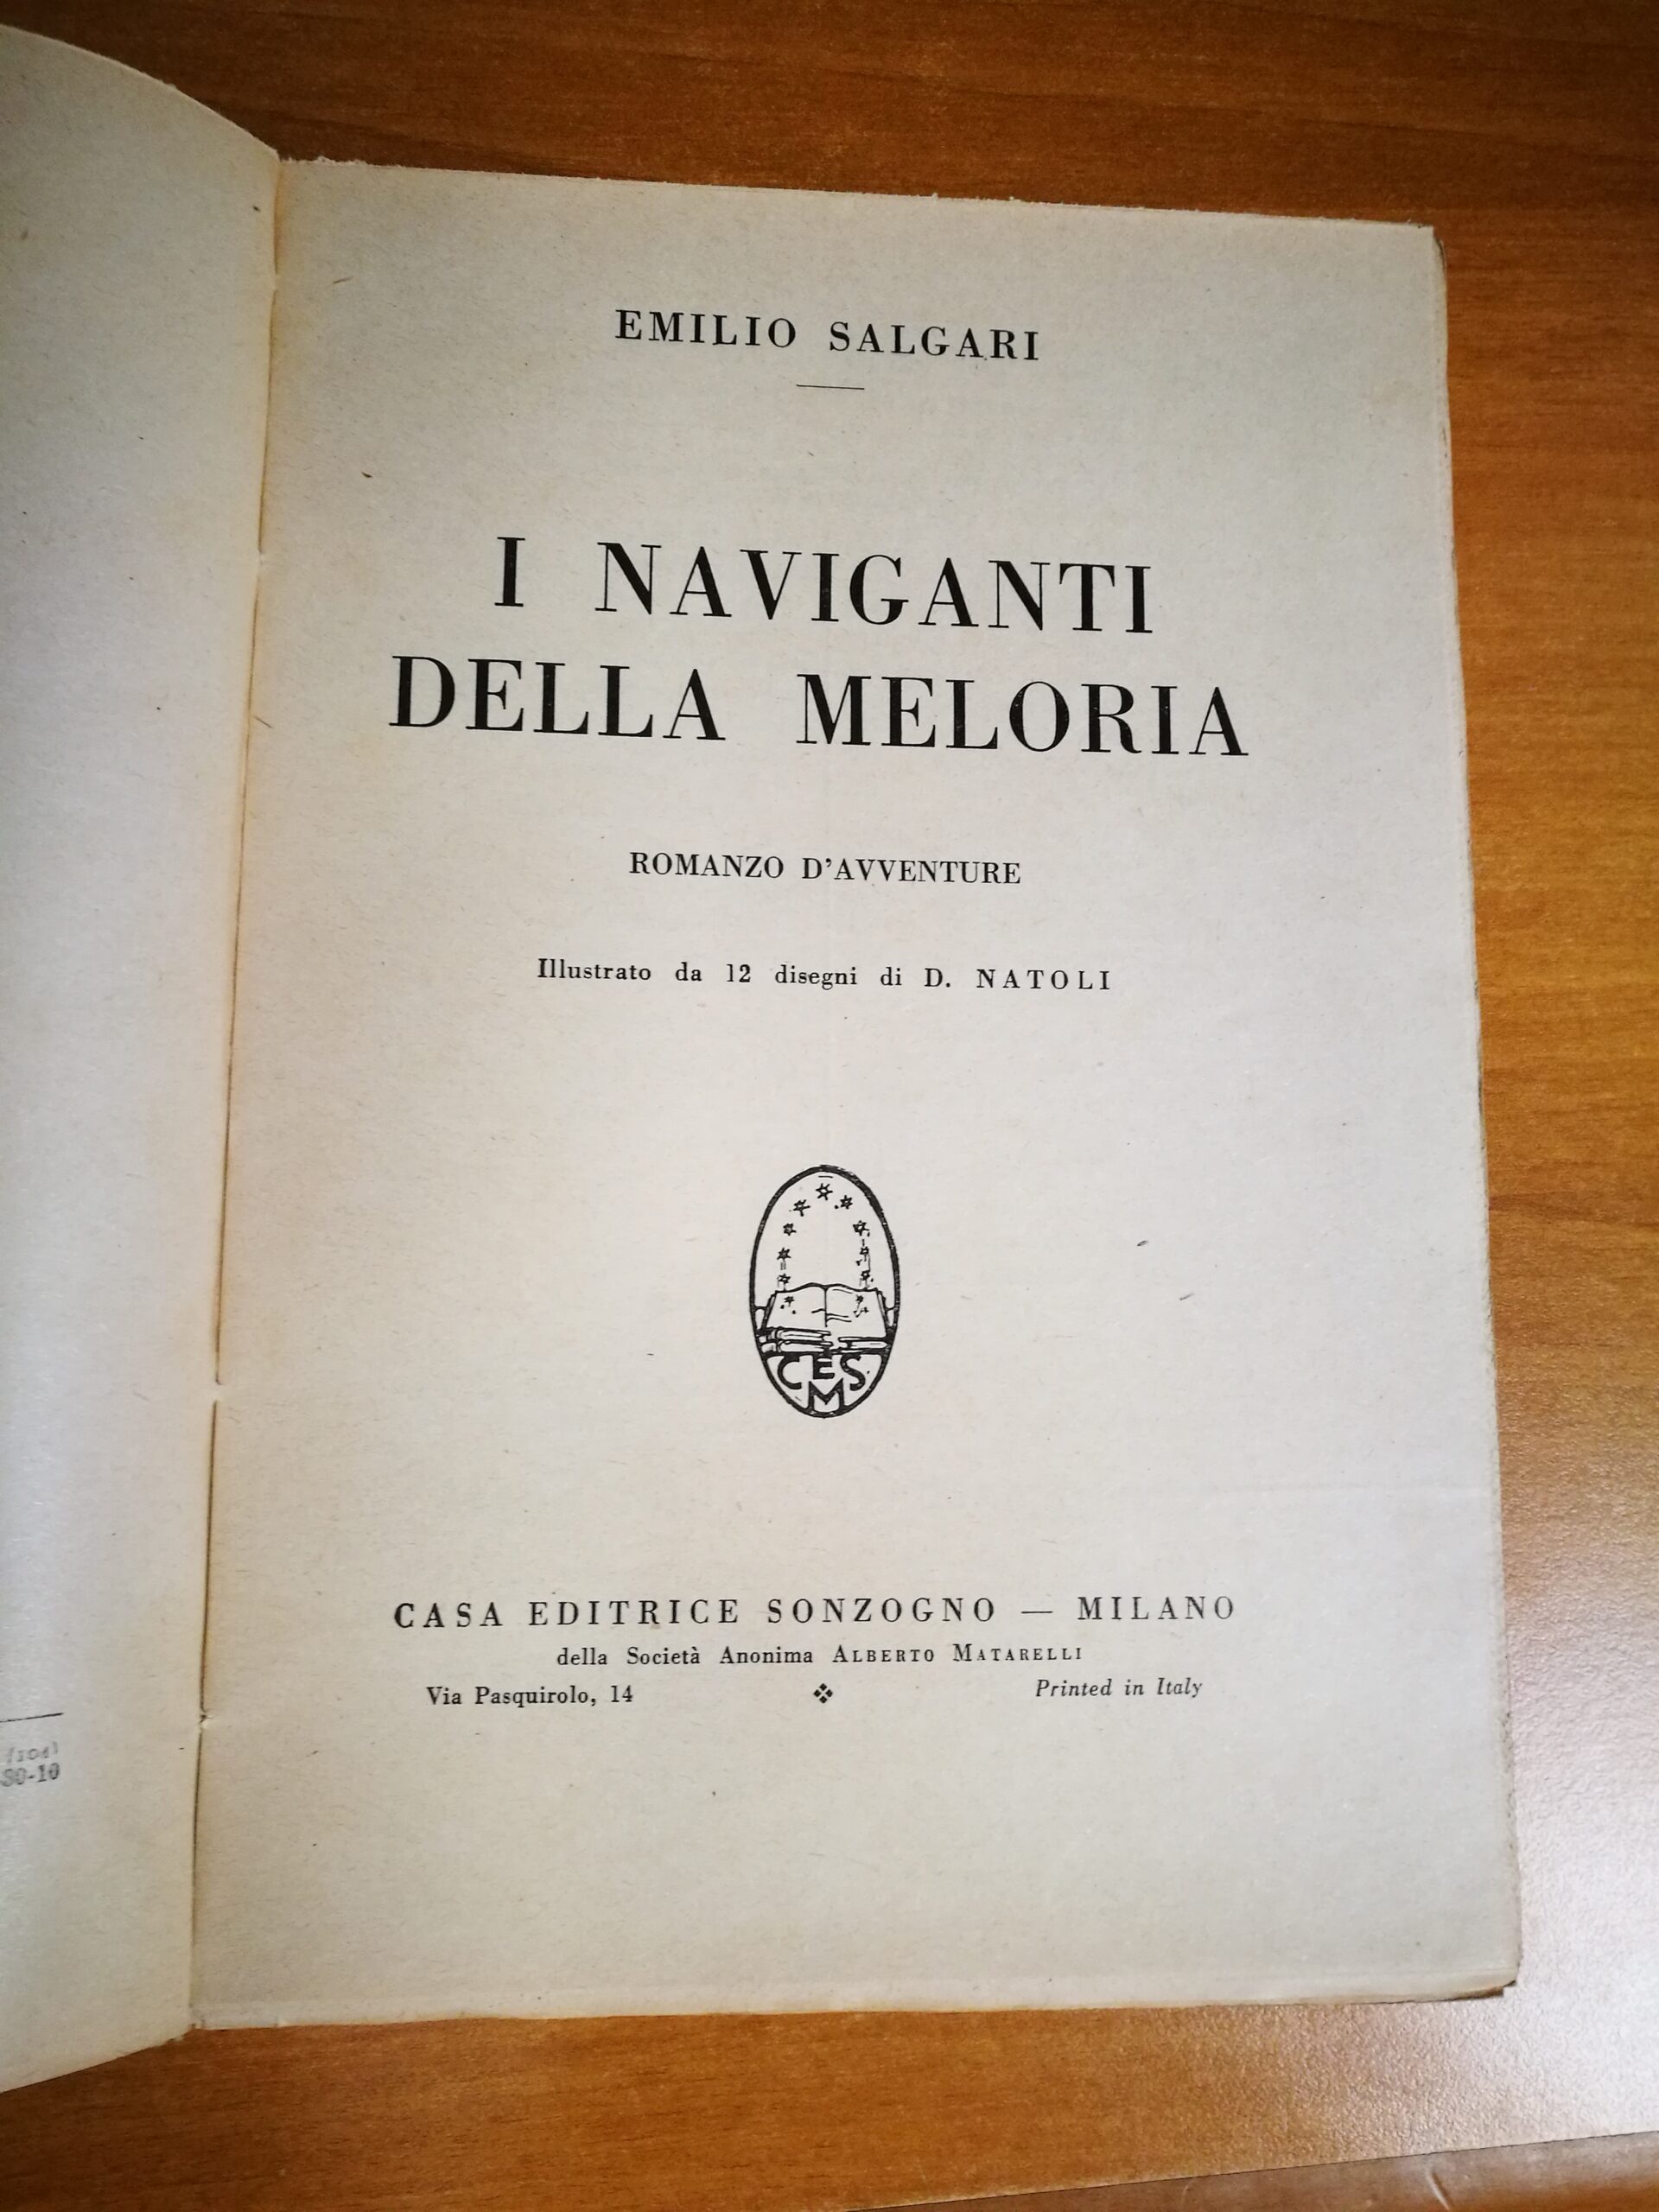 EMILIO SALGARI
I NAVIGANTI
DELLA MELORIA
ROMANZO D'AVVENTURE
Illustrato da 12 disegni di D. NATOLI
CES
M
CASA EDITRICE SONZOGNO — MILANO
della Società Anonima ALBERTO MATARELLI
Via Pasquirolo, 14 ❖ Printed in Italy